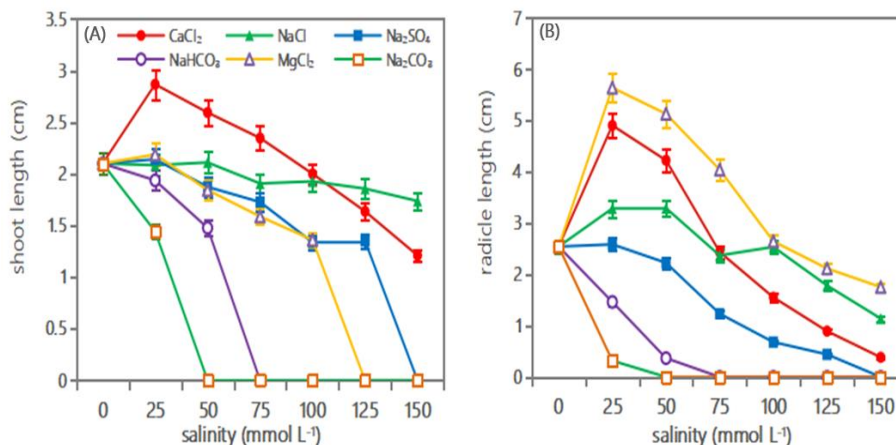 (A)
CaCl₂ NaCl Na₂SO₄
NaHCO₃ MgCl₂ Na₂CO₃
shoot length (cm)
3.5
3
2.5
2
1.5
1
0.5
0
0 25 50 75 100 125 150
salinity (mmol L⁻¹)
(B)
radicle length (cm)
7
6
5
4
3
2
1
0
0 25 50 75 100 125 150
salinity (mmol L⁻¹)